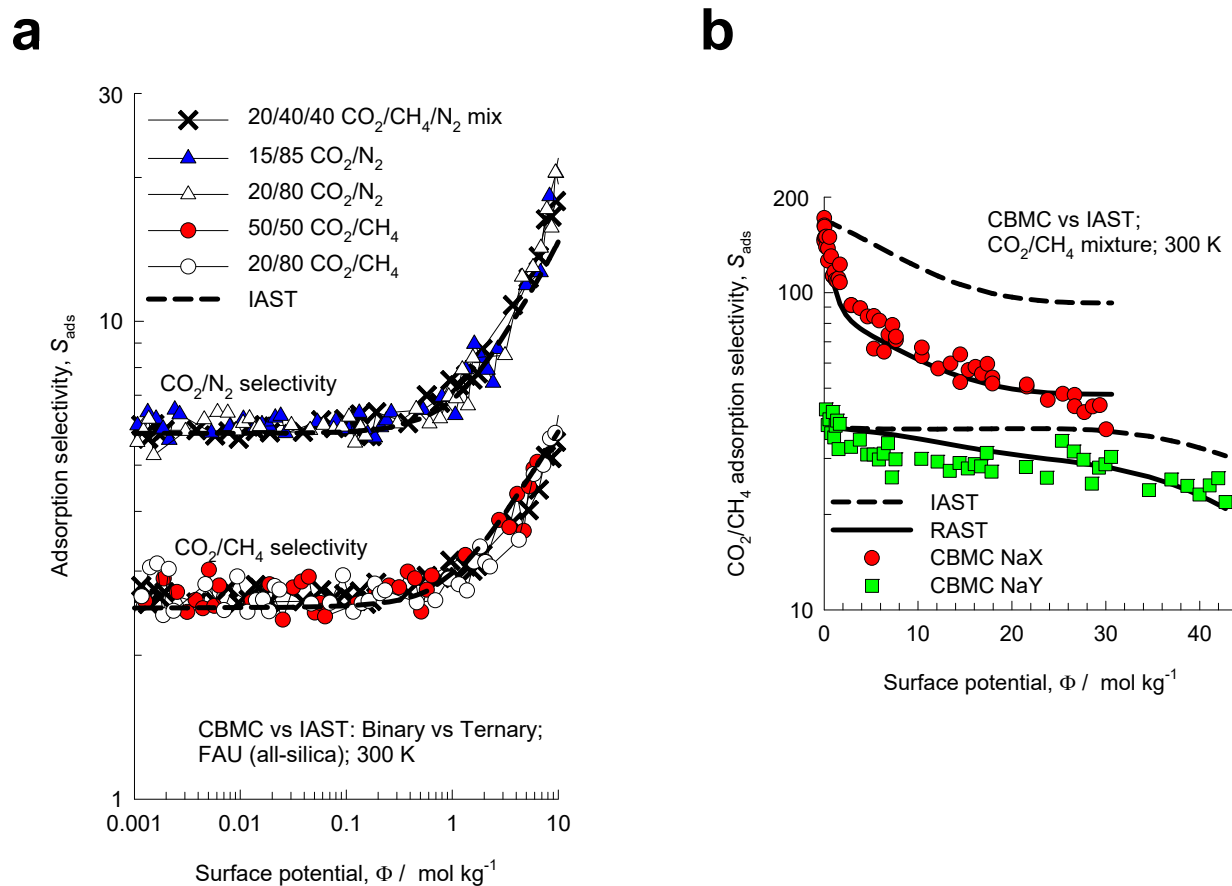 a
30
20/40/40 CO₂/CH₄/N₂ mix
15/85 CO₂/N₂
20/80 CO₂/N₂
50/50 CO₂/CH₄
20/80 CO₂/CH₄
IAST
10
Adsorption selectivity, S_ads
CO₂/N₂ selectivity
CO₂/CH₄ selectivity
CBMC vs IAST: Binary vs Ternary;
FAU (all-silica); 300 K
1
0.001 0.01 0.1 1 10
Surface potential, Φ / mol kg⁻¹
b
200
CBMC vs IAST;
CO₂/CH₄ mixture; 300 K
100
CO₂/CH₄ adsorption selectivity, S_ads
IAST
RAST
CBMC NaX
CBMC NaY
10
0 10 20 30 40
Surface potential, Φ / mol kg⁻¹